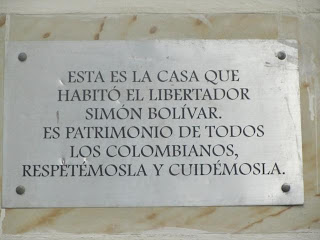 ESTA ES LA CASA QUE
HABITÓ EL LIBERTADOR
SIMÓN BOLÍVAR.
ES PATRIMONIO DE TODOS
LOS COLOMBIANOS,
RESPETÉMOSLA Y CUIDÉMOSLA.